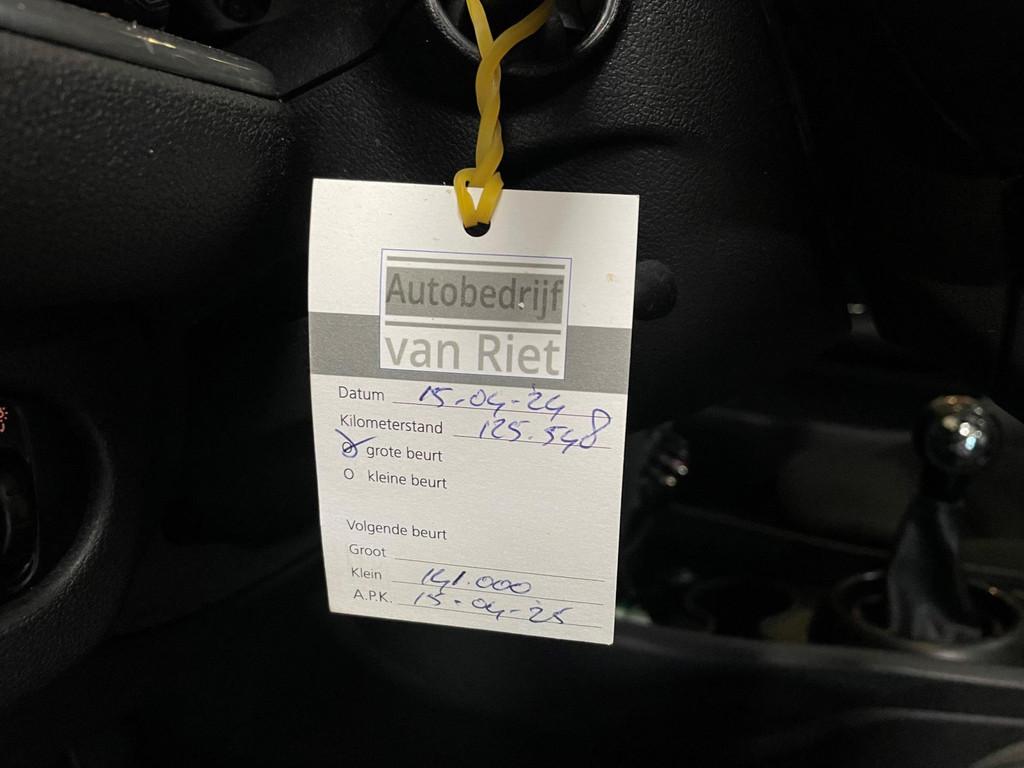 Autobedrijf
van Riet
Datum 15-04-'24
Kilometerstand 125.548
grote beurt
O kleine beurt
Volgende beurt
Groot
Klein 141.000
A.P.K. 15-04-'25